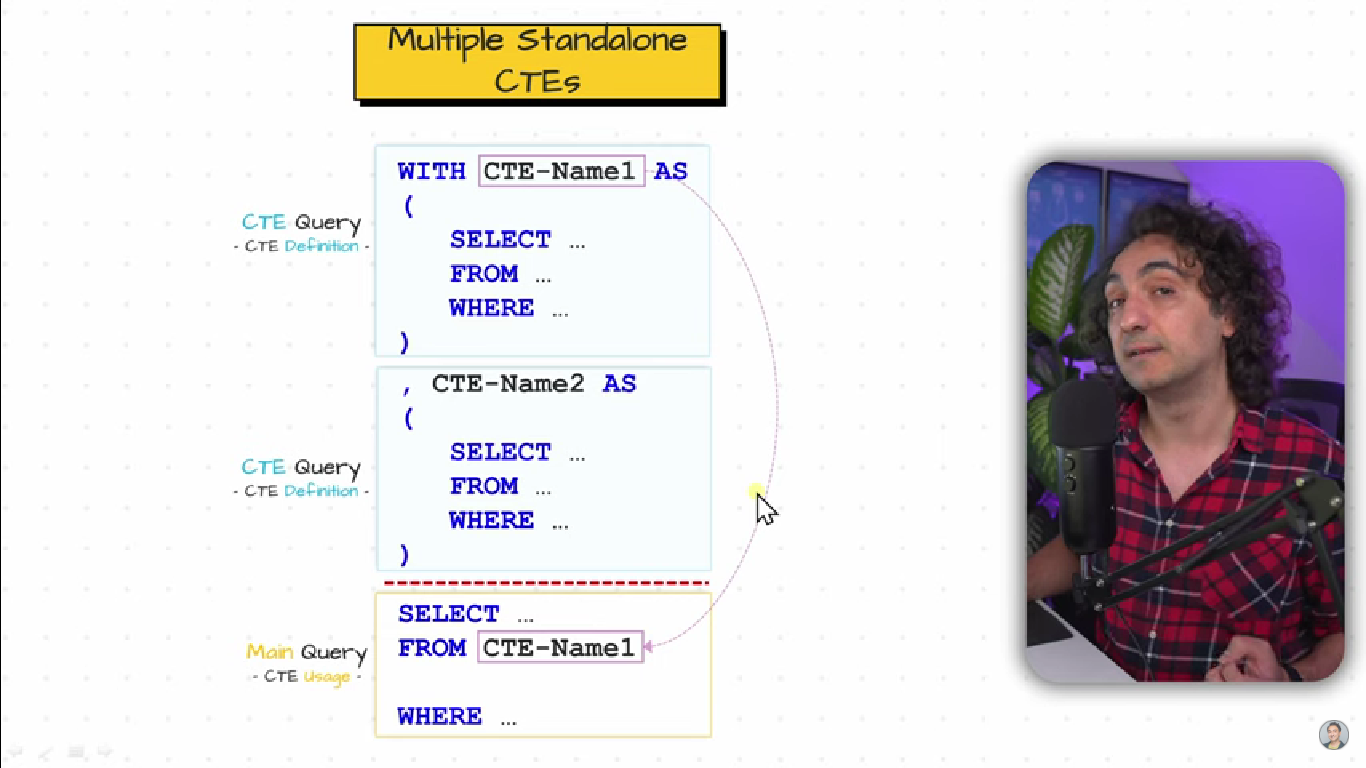 Multiple Standalone
CTEs
WITH CTE-Name1 AS
(
SELECT ...
FROM ...
WHERE ...
)
CTE Query
- CTE Definition -
, CTE-Name2 AS
(
SELECT ...
FROM ...
WHERE ...
)
CTE Query
- CTE Definition -
SELECT ...
FROM CTE-Name1
WHERE ...
Main Query
- CTE Usage -